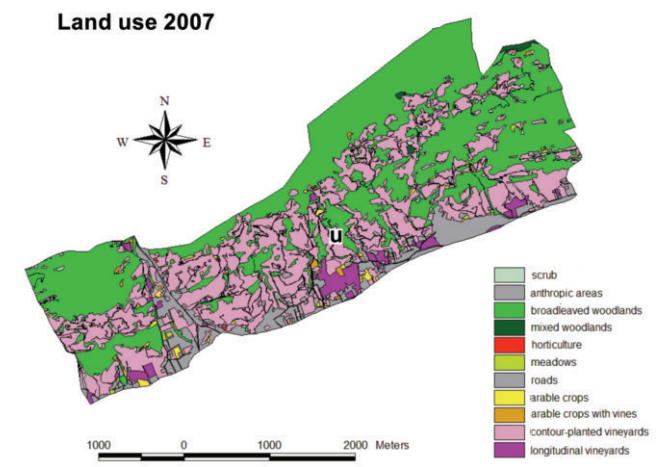 Land use 2007
N
W E
S
u
scrub
anthropic areas
broadleaved woodlands
mixed woodlands
horticulture
meadows
roads
arable crops
arable crops with vines
contour-planted vineyards
longitudinal vineyards
1000 0 1000 2000 Meters